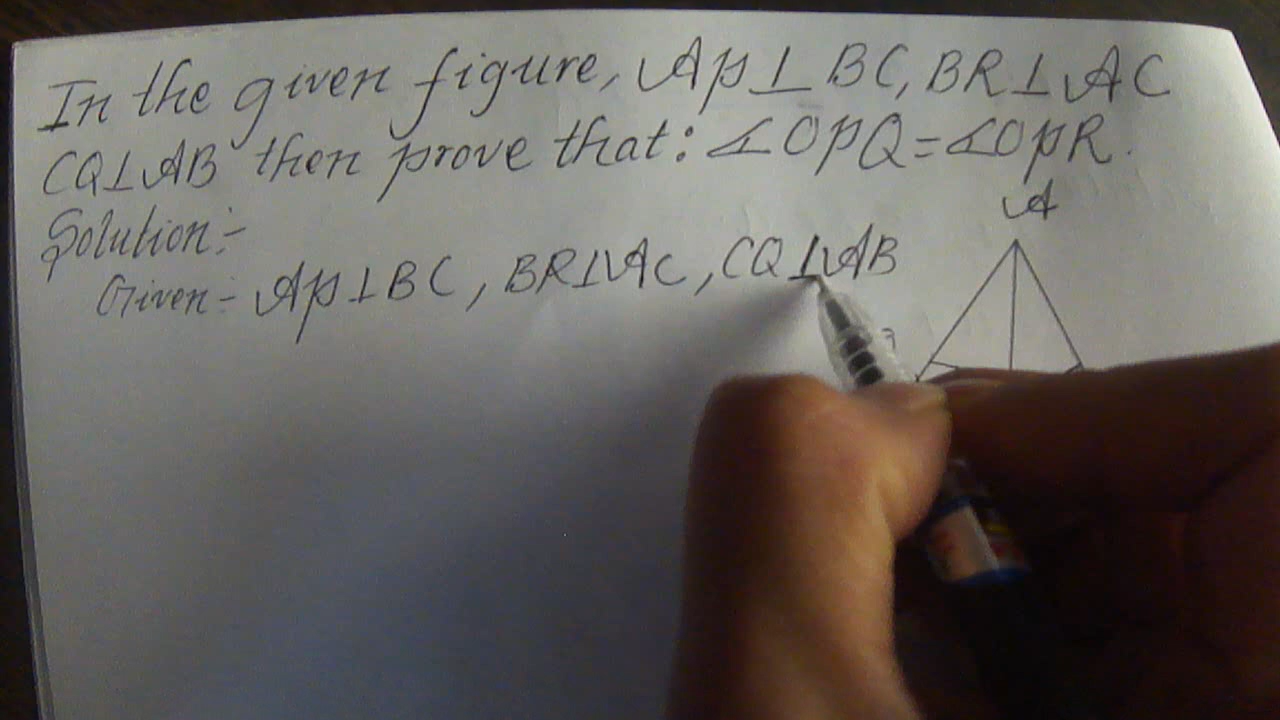 In the given figure, Ap⊥BC, BR⊥AC
CQ⊥AB then prove that: ∡OpQ=∡OpR.
Solution:-
Given:- Ap⊥BC, BR⊥AC, CQ⊥AB
A